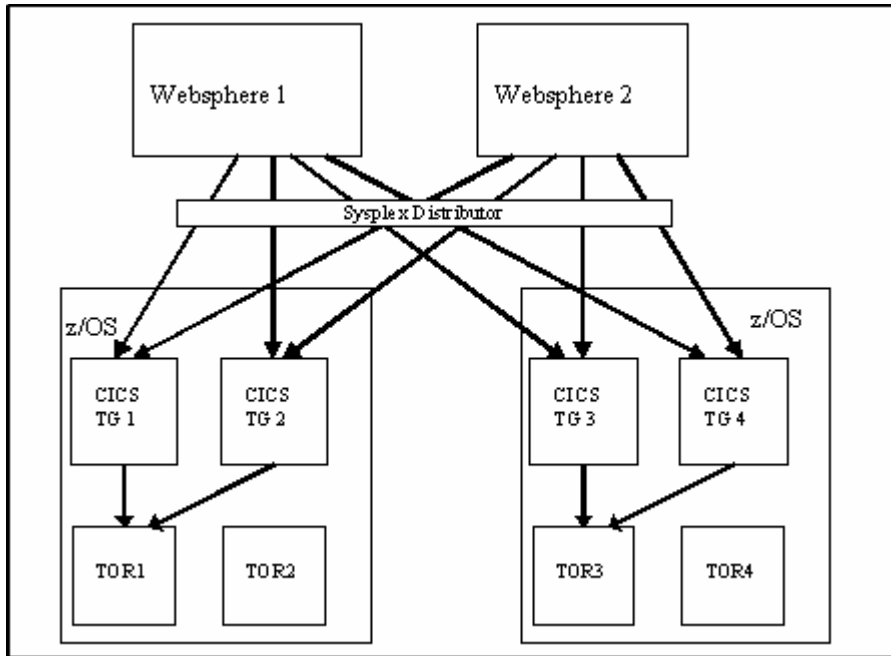 Websphere 1
Websphere 2
Sysplex Distributor
z/OS
z/OS
CICS
TG 1
CICS
TG 2
CICS
TG 3
CICS
TG 4
TOR1
TOR2
TOR3
TOR4